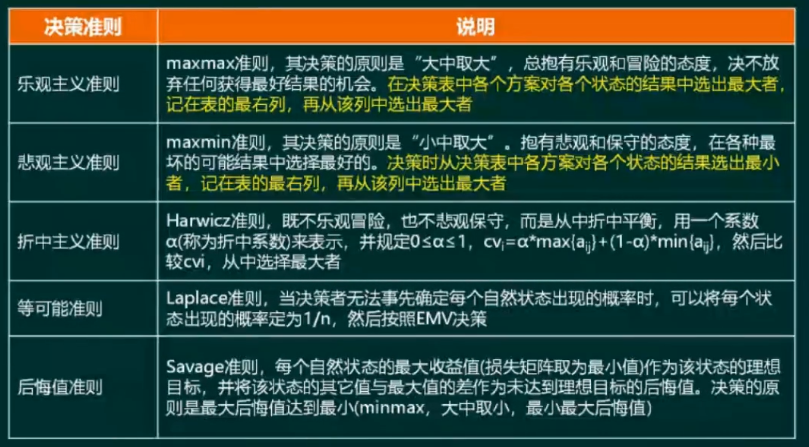 决策准则
说明
乐观主义准则
maxmax准则，其决策的原则是“大中取大”，总抱有乐观和冒险的态度，决不放
弃任何获得最好结果的机会。在决策表中各个方案对各个状态的结果中选出最大者，
记在表的最右列，再从该列中选出最大者
悲观主义准则
maxmin准则，其决策的原则是“小中取大”。抱有悲观和保守的态度，在各种最
坏的可能结果中选择最好的。决策时从决策表中各方案对各个状态的结果选出最小
者，记在表的最右列，再从该列中选出最大者
折中主义准则
Harwicz准则，既不乐观冒险，也不悲观保守，而是从中折中平衡，用一个系数
α(称为折中系数)来表示，并规定0≤α≤1，cvᵢ=α*max{aᵢⱼ}+(1-α)*min{aᵢⱼ}，然后比
较cvi，从中选择最大者
等可能准则
Laplace准则，当决策者无法事先确定每个自然状态出现的概率时，可以将每个状
态出现的概率定为1/n，然后按照EMV决策
后悔值准则
Savage准则，每个自然状态的最大收益值(损失矩阵取为最小值)作为该状态的理想
目标，并将该状态的其它值与最大值的差作为未达到理想目标的后悔值。决策的原
则是最大后悔值达到最小(minmax，大中取小，最小最大后悔值)